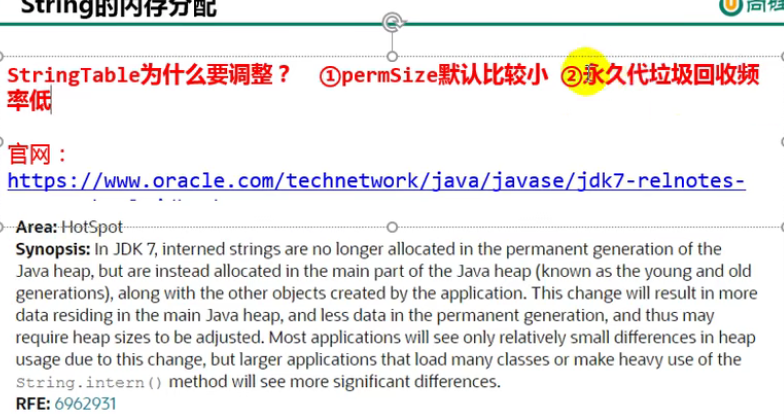 String的内存分配
StringTable为什么要调整？ ①permSize默认比较小 ②永久代垃圾回收频
率低
官网：
https://www.oracle.com/technetwork/java/javase/jdk7-relnotes-
Area: HotSpot
Synopsis: In JDK 7, interned strings are no longer allocated in the permanent generation of the
Java heap, but are instead allocated in the main part of the Java heap (known as the young and old
generations), along with the other objects created by the application. This change will result in more
data residing in the main Java heap, and less data in the permanent generation, and thus may
require heap sizes to be adjusted. Most applications will see only relatively small differences in heap
usage due to this change, but larger applications that load many classes or make heavy use of the
String.intern() method will see more significant differences.
RFE: 6962931